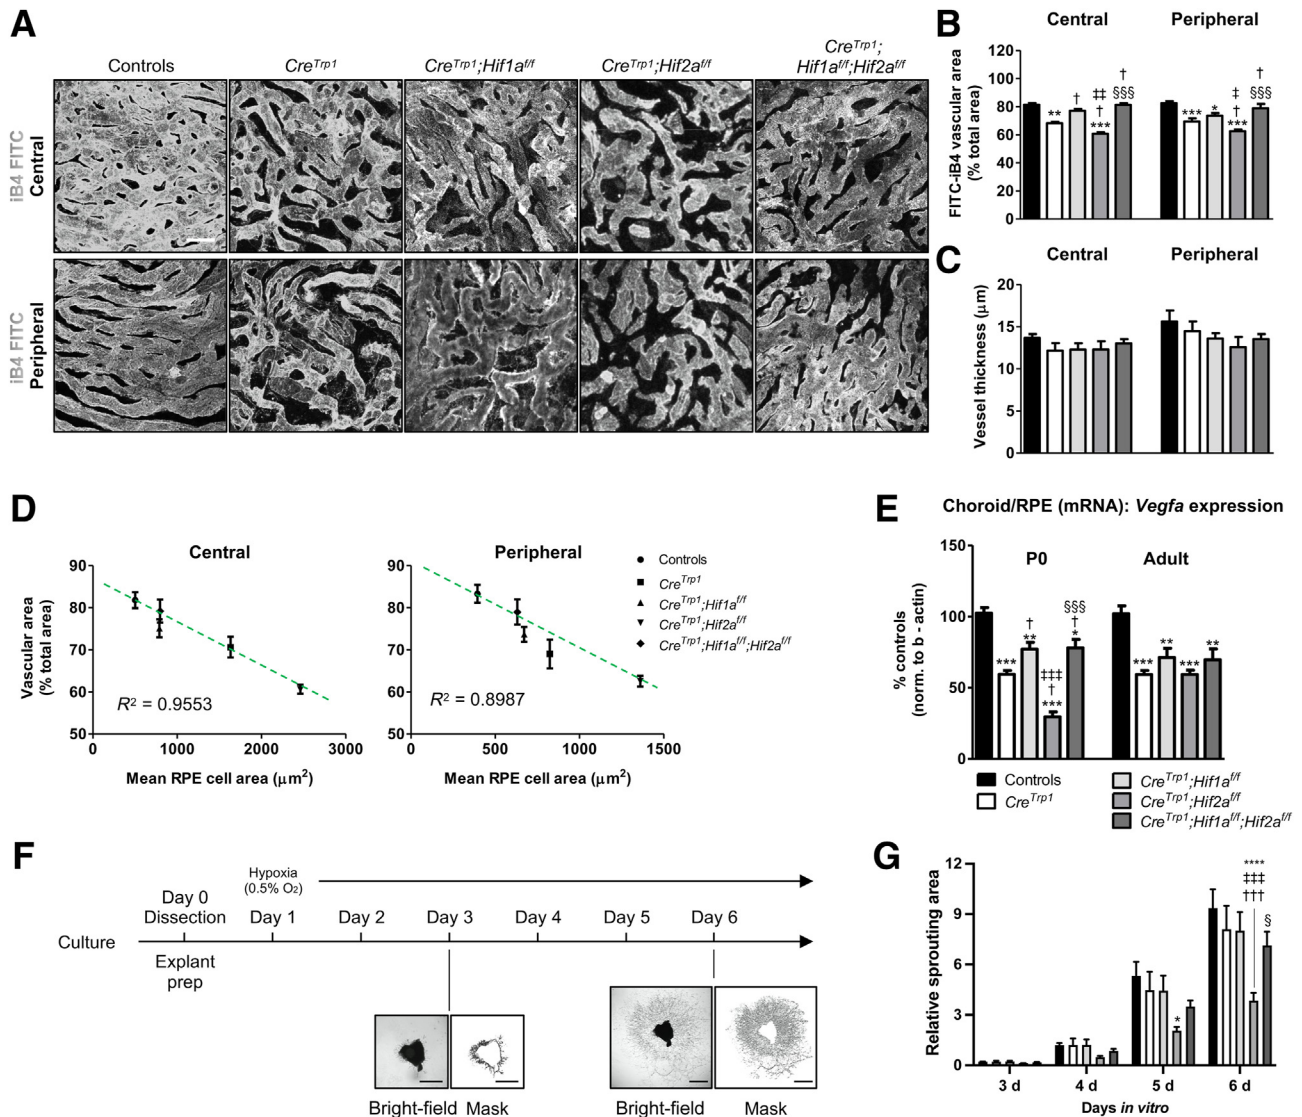 A
Controls
Cre^Trp1
Cre^Trp1;Hif1a^f/f
Cre^Trp1;Hif2a^f/f
Cre^Trp1;
Hif1a^f/f;Hif2a^f/f
iB4 FITC
Central
iB4 FITC
Peripheral
B
Central
Peripheral
FITC-iB4 vascular area
(% total area)
120
100
80
60
40
20
0
**
†
‡‡
†
***
†
§§§
***
*
‡
†
***
†
§§§
C
Central
Peripheral
Vessel thickness (μm)
20
15
10
5
0
D
Central
Vascular area
(% total area)
90
80
70
60
50
R² = 0.9553
0
1000
2000
3000
Mean RPE cell area (μm²)
Peripheral
90
80
70
60
50
R² = 0.8987
0
500
1000
1500
Mean RPE cell area (μm²)
Controls
Cre^Trp1
Cre^Trp1;Hif1a^f/f
Cre^Trp1;Hif2a^f/f
Cre^Trp1;Hif1a^f/f;Hif2a^f/f
E
Choroid/RPE (mRNA): Vegfa expression
P0
Adult
% controls
(norm. to b - actin)
150
100
50
0
***
†
**
‡‡‡
†
***
§§§
†
*
***
**
***
**
Controls
Cre^Trp1
Cre^Trp1;Hif1a^f/f
Cre^Trp1;Hif2a^f/f
Cre^Trp1;Hif1a^f/f;Hif2a^f/f
F
Hypoxia
(0.5% O₂)
Day 0
Dissection
Day 1
Day 2
Day 3
Day 4
Day 5
Day 6
Culture
Explant
prep
Bright-field
Mask
Bright-field
Mask
G
Relative sprouting area
12
9
6
3
0
*
****
‡‡‡
†††
§
3 d
4 d
5 d
6 d
Days in vitro